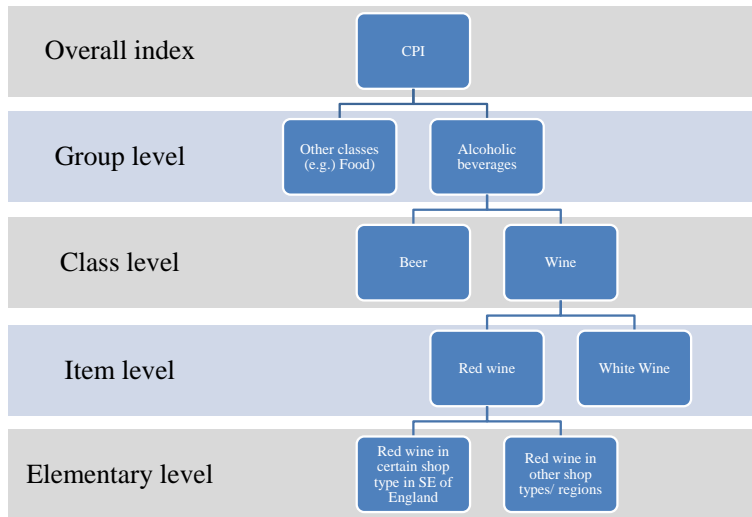 Overall index
CPI
Group level
Other classes
(e.g.) Food)
Alcoholic
beverages
Class level
Beer
Wine
Item level
Red wine
White Wine
Elementary level
Red wine in
certain shop
type in SE of
England
Red wine in
other shop
types/ regions